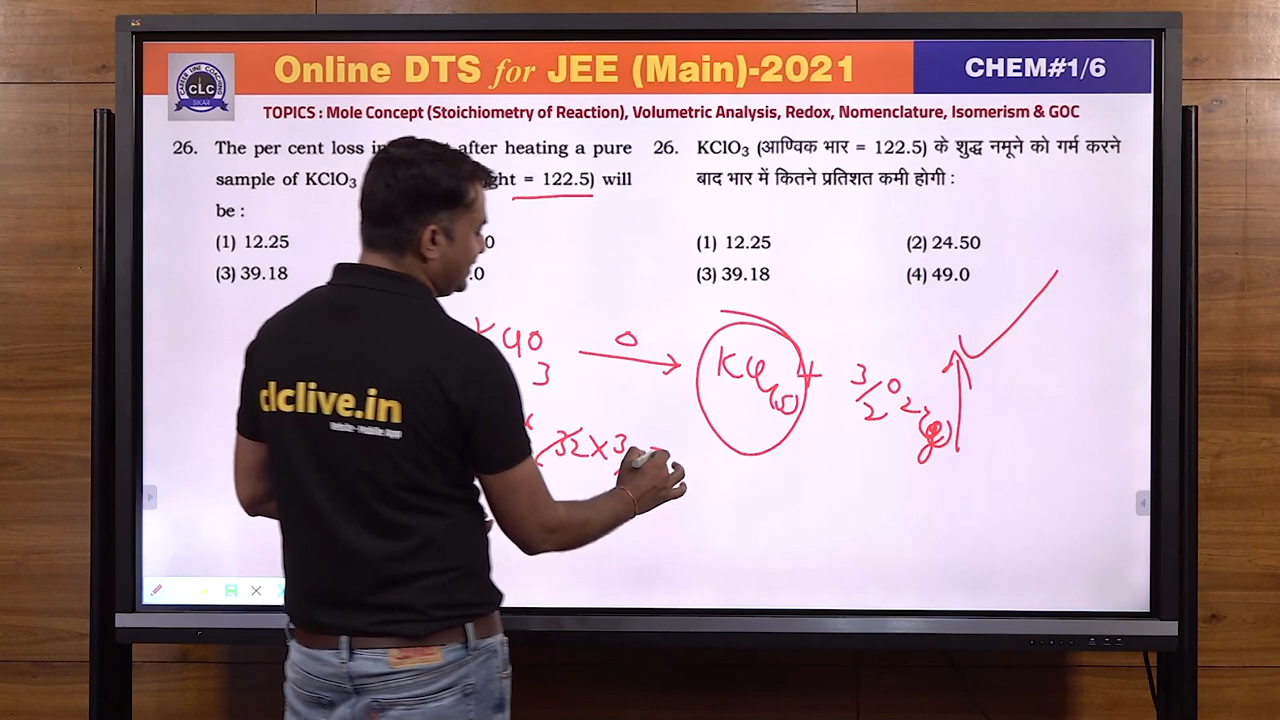 Online DTS for JEE (Main)-2021
CHEM#1/6
CLC
SIKAR
TOPICS : Mole Concept (Stoichiometry of Reaction), Volumetric Analysis, Redox, Nomenclature, Isomerism & GOC
26. The per cent loss in after heating a pure
sample of KClO₃ = 122.5) will
be :
(1) 12.25
(3) 39.18
26. KClO₃ (आण्विक भार = 122.5) के शुद्ध नमूने को गर्म करने
बाद भार में कितने प्रतिशत कमी होगी :
(1) 12.25 (2) 24.50
(3) 39.18 (4) 49.0
KCl(s) + 3/2 O₂(g)
32 × 3
clclive.in